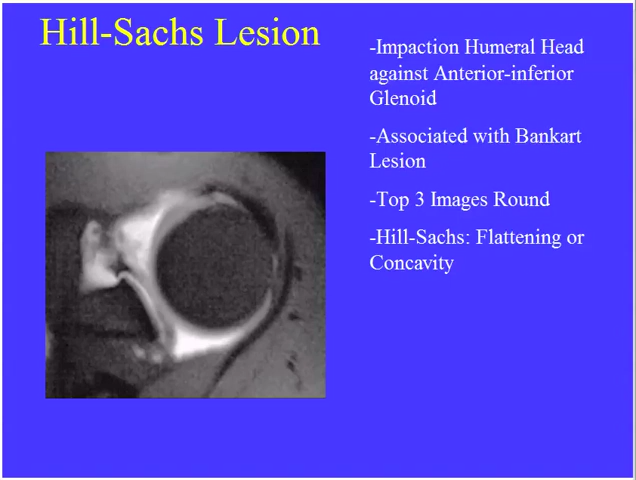 Hill-Sachs Lesion
-Impaction Humeral Head
against Anterior-inferior
Glenoid
-Associated with Bankart
Lesion
-Top 3 Images Round
-Hill-Sachs: Flattening or
Concavity